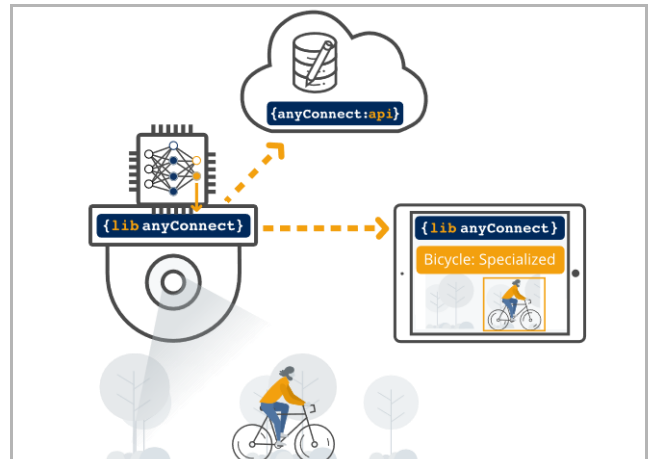 {anyConnect:api}
{lib anyConnect}
{lib anyConnect}
Bicycle: Specialized